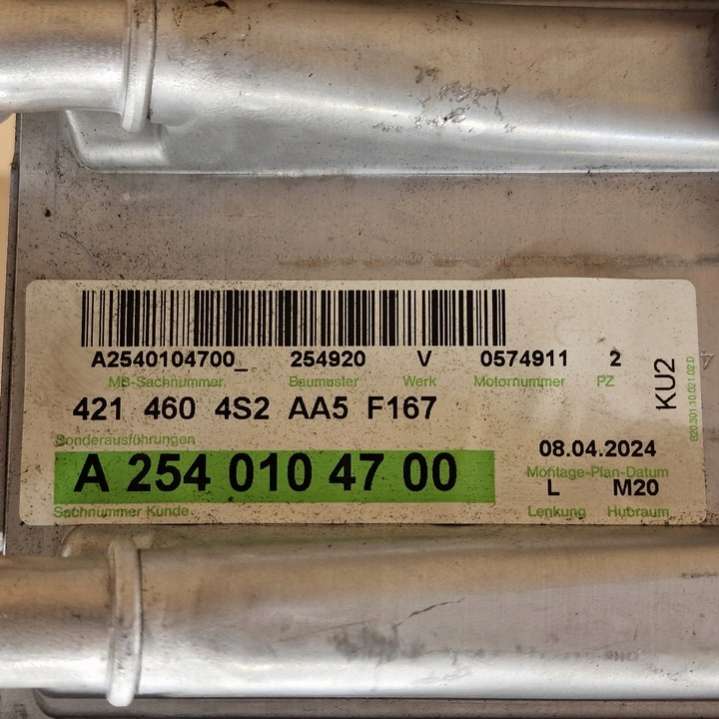 A2540104700_ 254920 V 0574911 2
MB-Sachnummer Baumuster Werk Motornummer PZ
421 460 4S2 AA5 F167
Sonderausführungen
A 254 010 47 00
Sachnummer Kunde
08.04.2024
Montage-Plan-Datum
L M20
Lenkung Hubraum
KU2